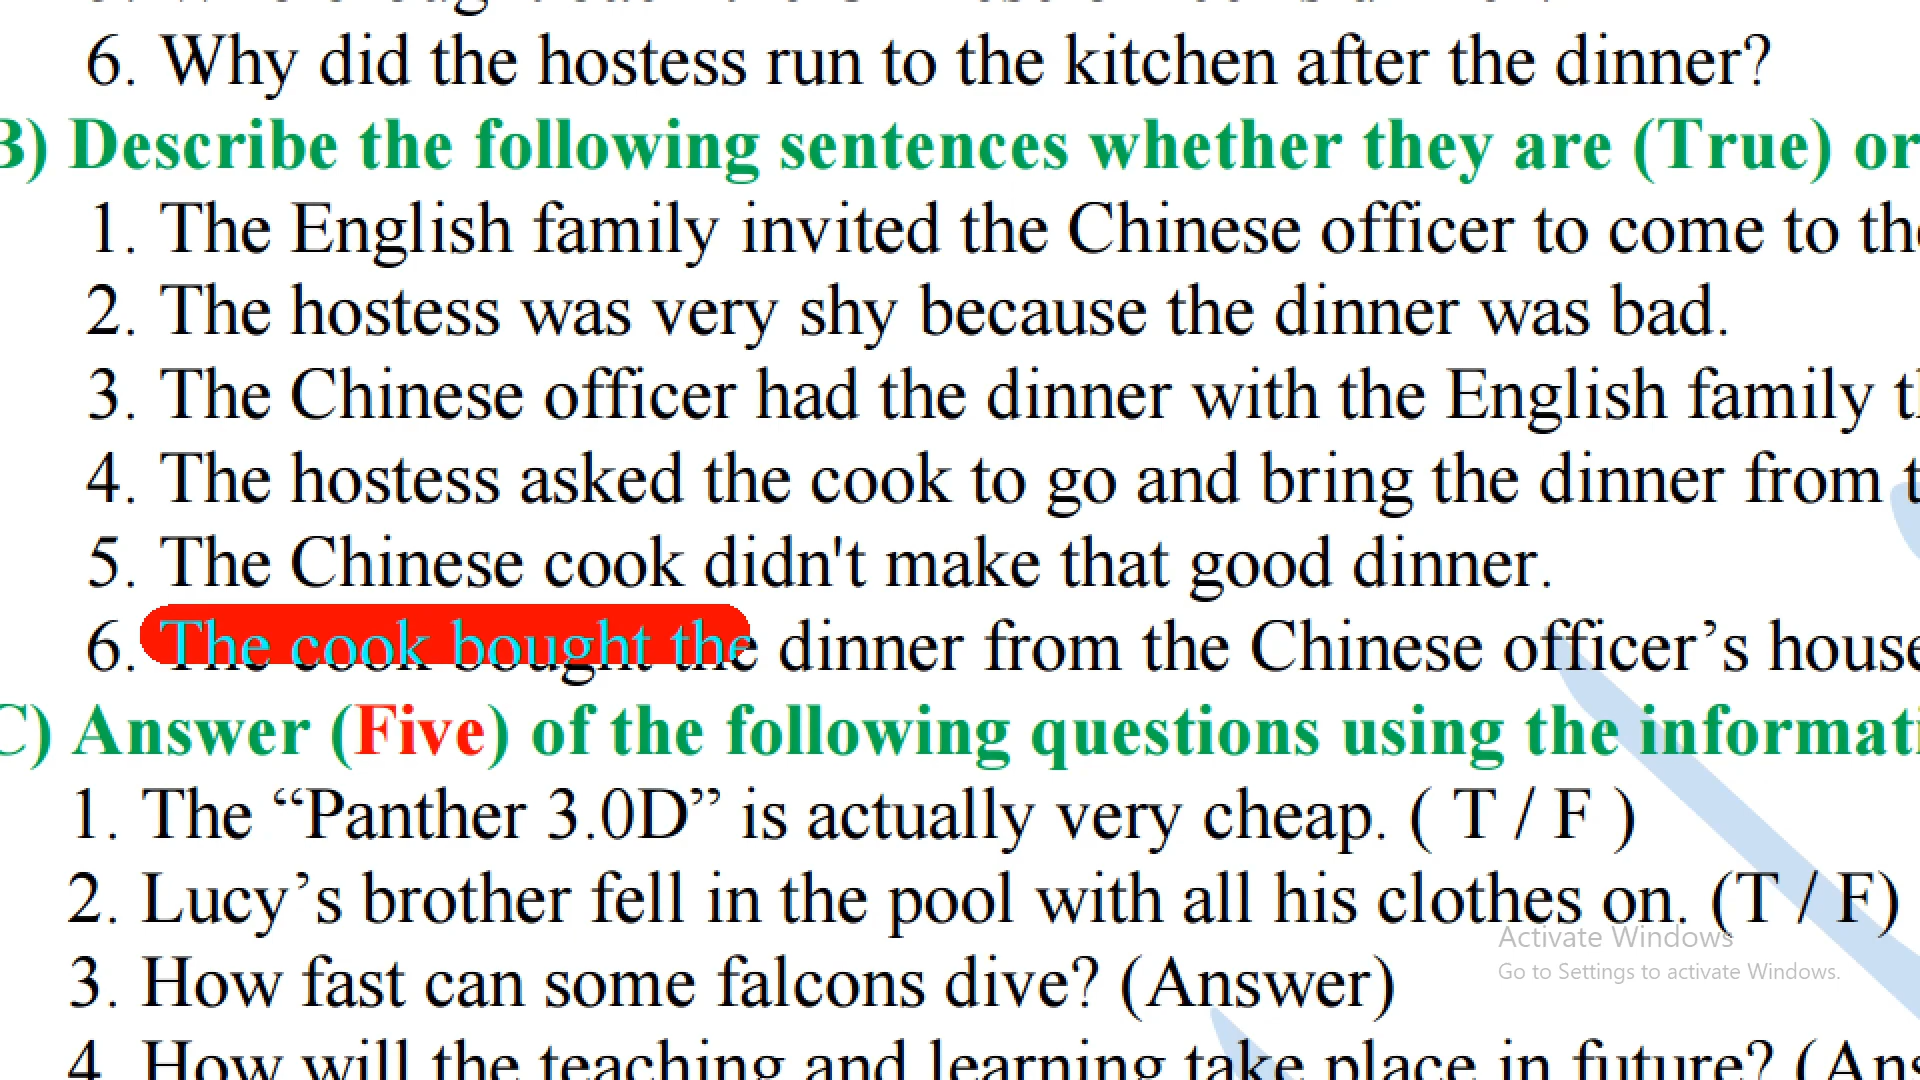 6. Why did the hostess run to the kitchen after the dinner?
B) Describe the following sentences whether they are (True) or
1. The English family invited the Chinese officer to come to
2. The hostess was very shy because the dinner was bad.
3. The Chinese officer had the dinner with the English family
4. The hostess asked the cook to go and bring the dinner from
5. The Chinese cook didn't make that good dinner.
6. The cook bought the dinner from the Chinese officer’s house
C) Answer (Five) of the following questions using the
1. The “Panther 3.0D” is actually very cheap. ( T / F )
2. Lucy’s brother fell in the pool with all his clothes on. (T / F)
Activate Windows
Go to Settings to activate Windows.
3. How fast can some falcons dive? (Answer)
4. How will the teaching and learning take place in future?